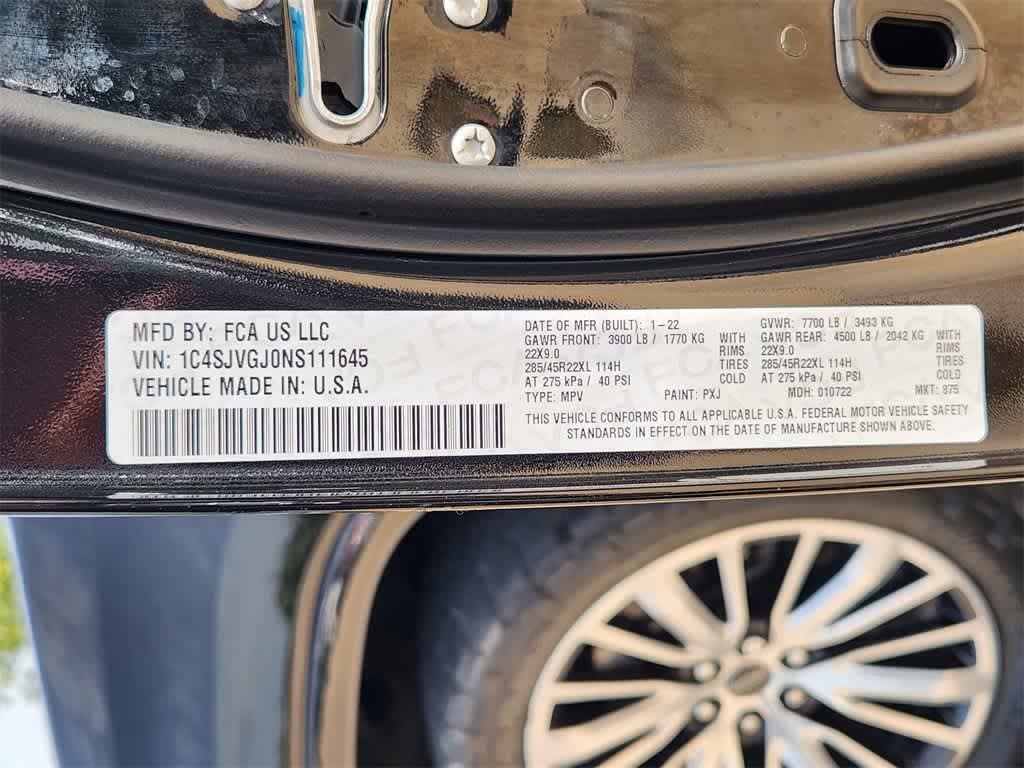 MFD BY: FCA US LLC
VIN: 1C4SJVGJ0NS111645
VEHICLE MADE IN: U.S.A.
DATE OF MFR (BUILT): 1-22
GAWR FRONT: 3900 LB / 1770 KG WITH
22X9.0 RIMS
285/45R22XL 114H TIRES
AT 275 kPa / 40 PSI COLD
TYPE: MPV PAINT: PXJ
GVWR: 7700 LB / 3493 KG
GAWR REAR: 4500 LB / 2042 KG WITH
22X9.0 RIMS
285/45R22XL 114H TIRES
AT 275 kPa / 40 PSI COLD
MDH: 010722 MKT: 875
THIS VEHICLE CONFORMS TO ALL APPLICABLE U.S.A. FEDERAL MOTOR VEHICLE SAFETY
STANDARDS IN EFFECT ON THE DATE OF MANUFACTURE SHOWN ABOVE.